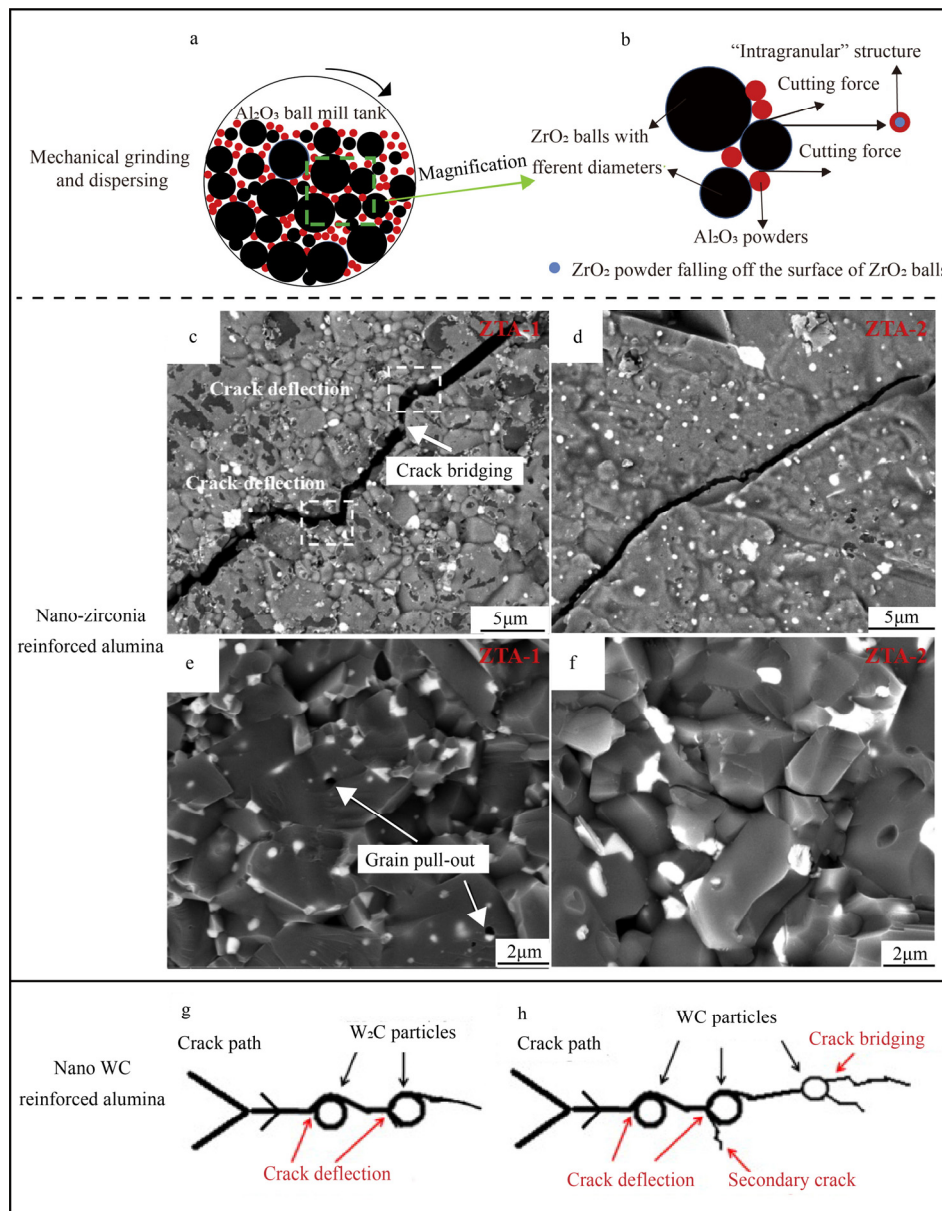 a
Al₂O₃ ball mill tank
Mechanical grinding
and dispersing
Magnification
b
“Intragranular” structure
Cutting force
ZrO₂ balls with
fferent diameters
Cutting force
Al₂O₃ powders
ZrO₂ powder falling off the surface of ZrO₂ balls
Nano-zirconia
reinforced alumina
c
ZTA-1
Crack deflection
Crack bridging
Crack deflection
5μm
d
ZTA-2
5μm
e
ZTA-1
Grain pull-out
2μm
f
ZTA-2
2μm
Nano WC
reinforced alumina
g
W₂C particles
Crack path
Crack deflection
h
WC particles
Crack path
Crack bridging
Crack deflection
Secondary crack